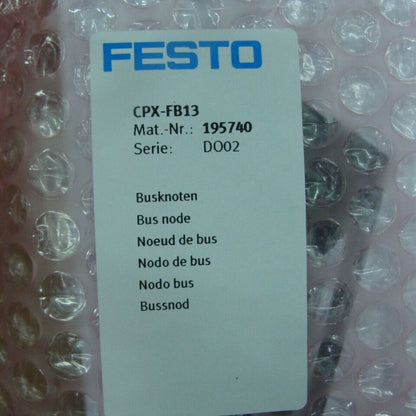 FESTO
CPX-FB13
Mat.-Nr.: 195740
Serie: DO02
Busknoten
Bus node
Noeud de bus
Nodo de bus
Nodo bus
Bussnod